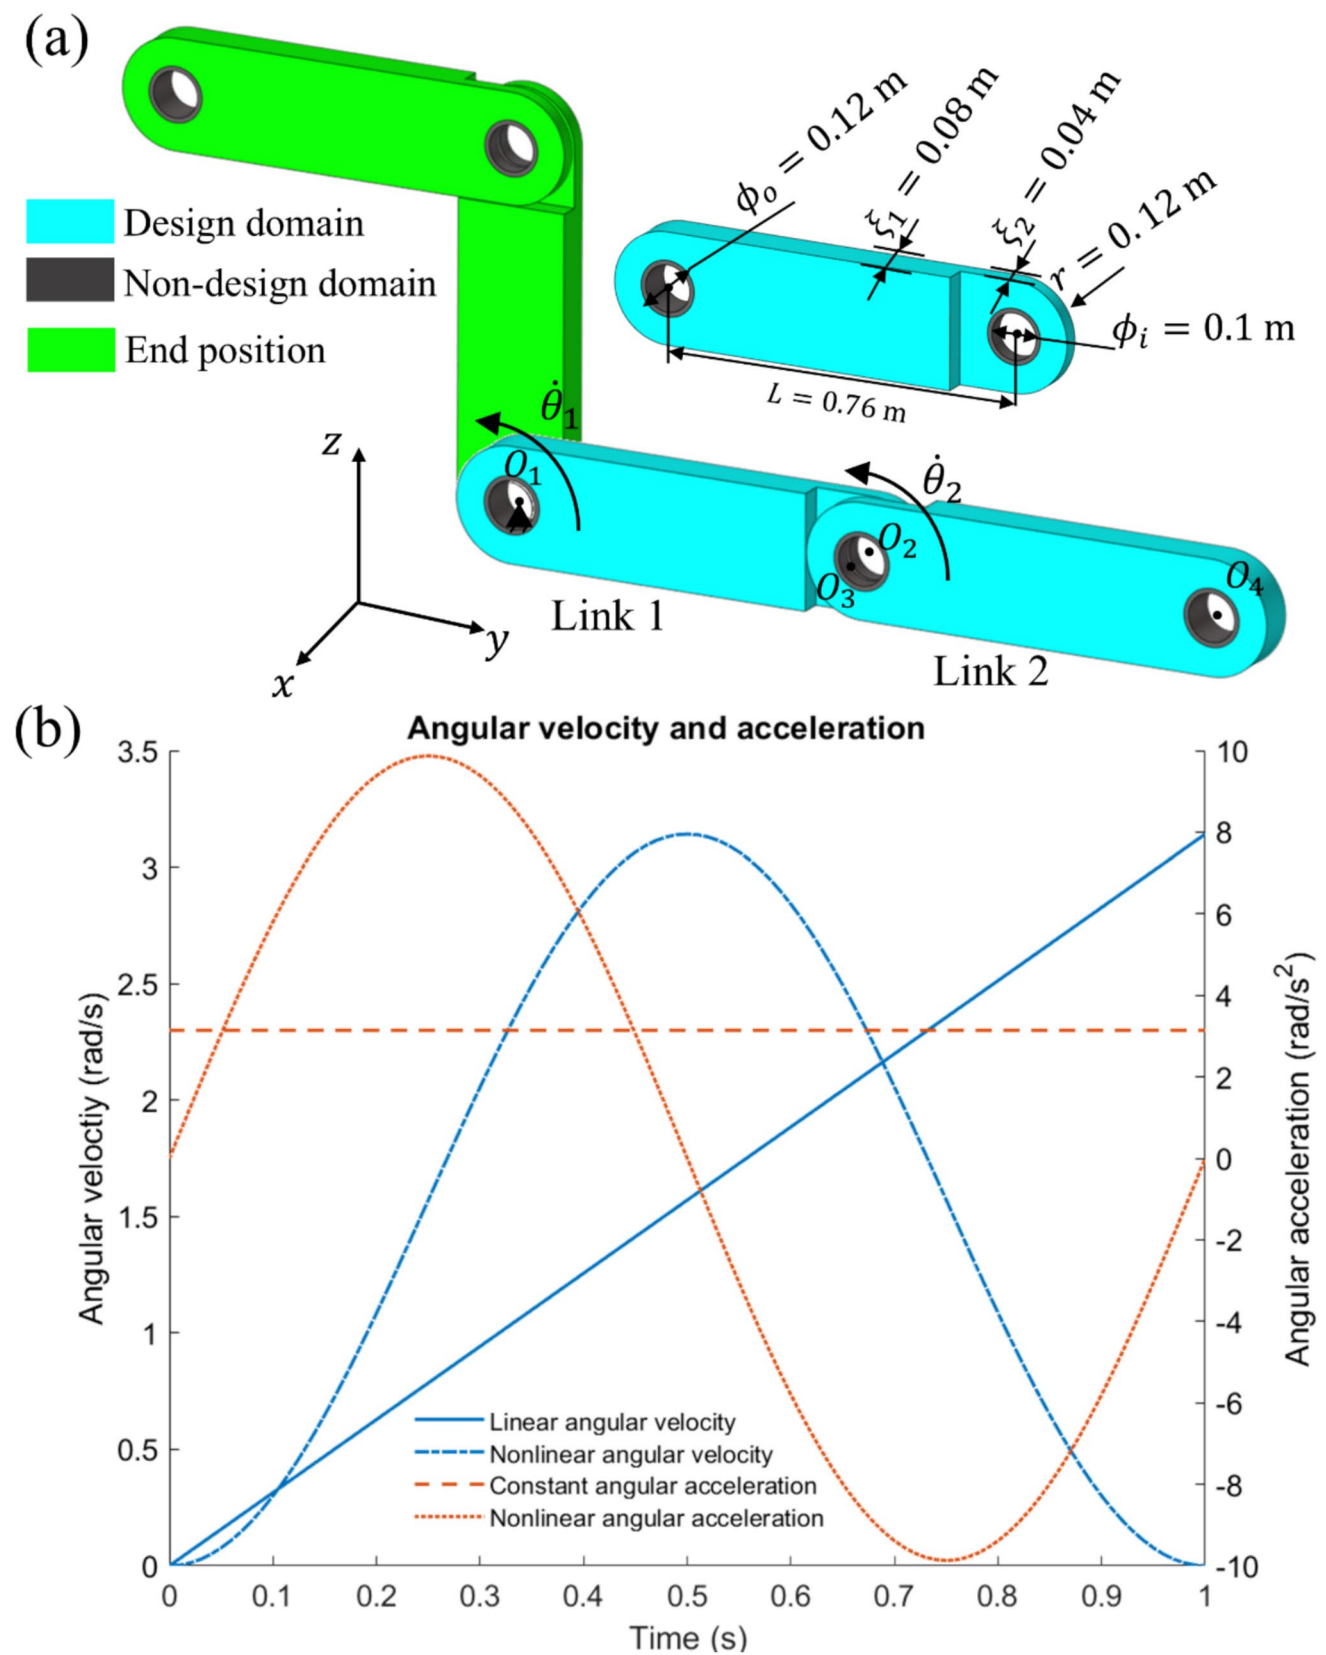 (a)
Design domain
Non-design domain
End position
ϕₒ = 0.12 m
ξ₁ = 0.08 m
ξ₂ = 0.04 m
r = 0.12 m
ϕᵢ = 0.1 m
L = 0.76 m
θ̇₁
O₁
z
y
x
Link 1
θ̇₂
O₂
O₃
O₄
Link 2
(b)
Angular velocity and acceleration
3.5
3
2.5
2
1.5
1
0.5
0
Angular veloctiy (rad/s)
10
8
6
4
2
0
-2
-4
-6
-8
-10
Angular acceleration (rad/s²)
Linear angular velocity
Nonlinear angular velocity
Constant angular acceleration
Nonlinear angular acceleration
0 0.1 0.2 0.3 0.4 0.5 0.6 0.7 0.8 0.9 1
Time (s)